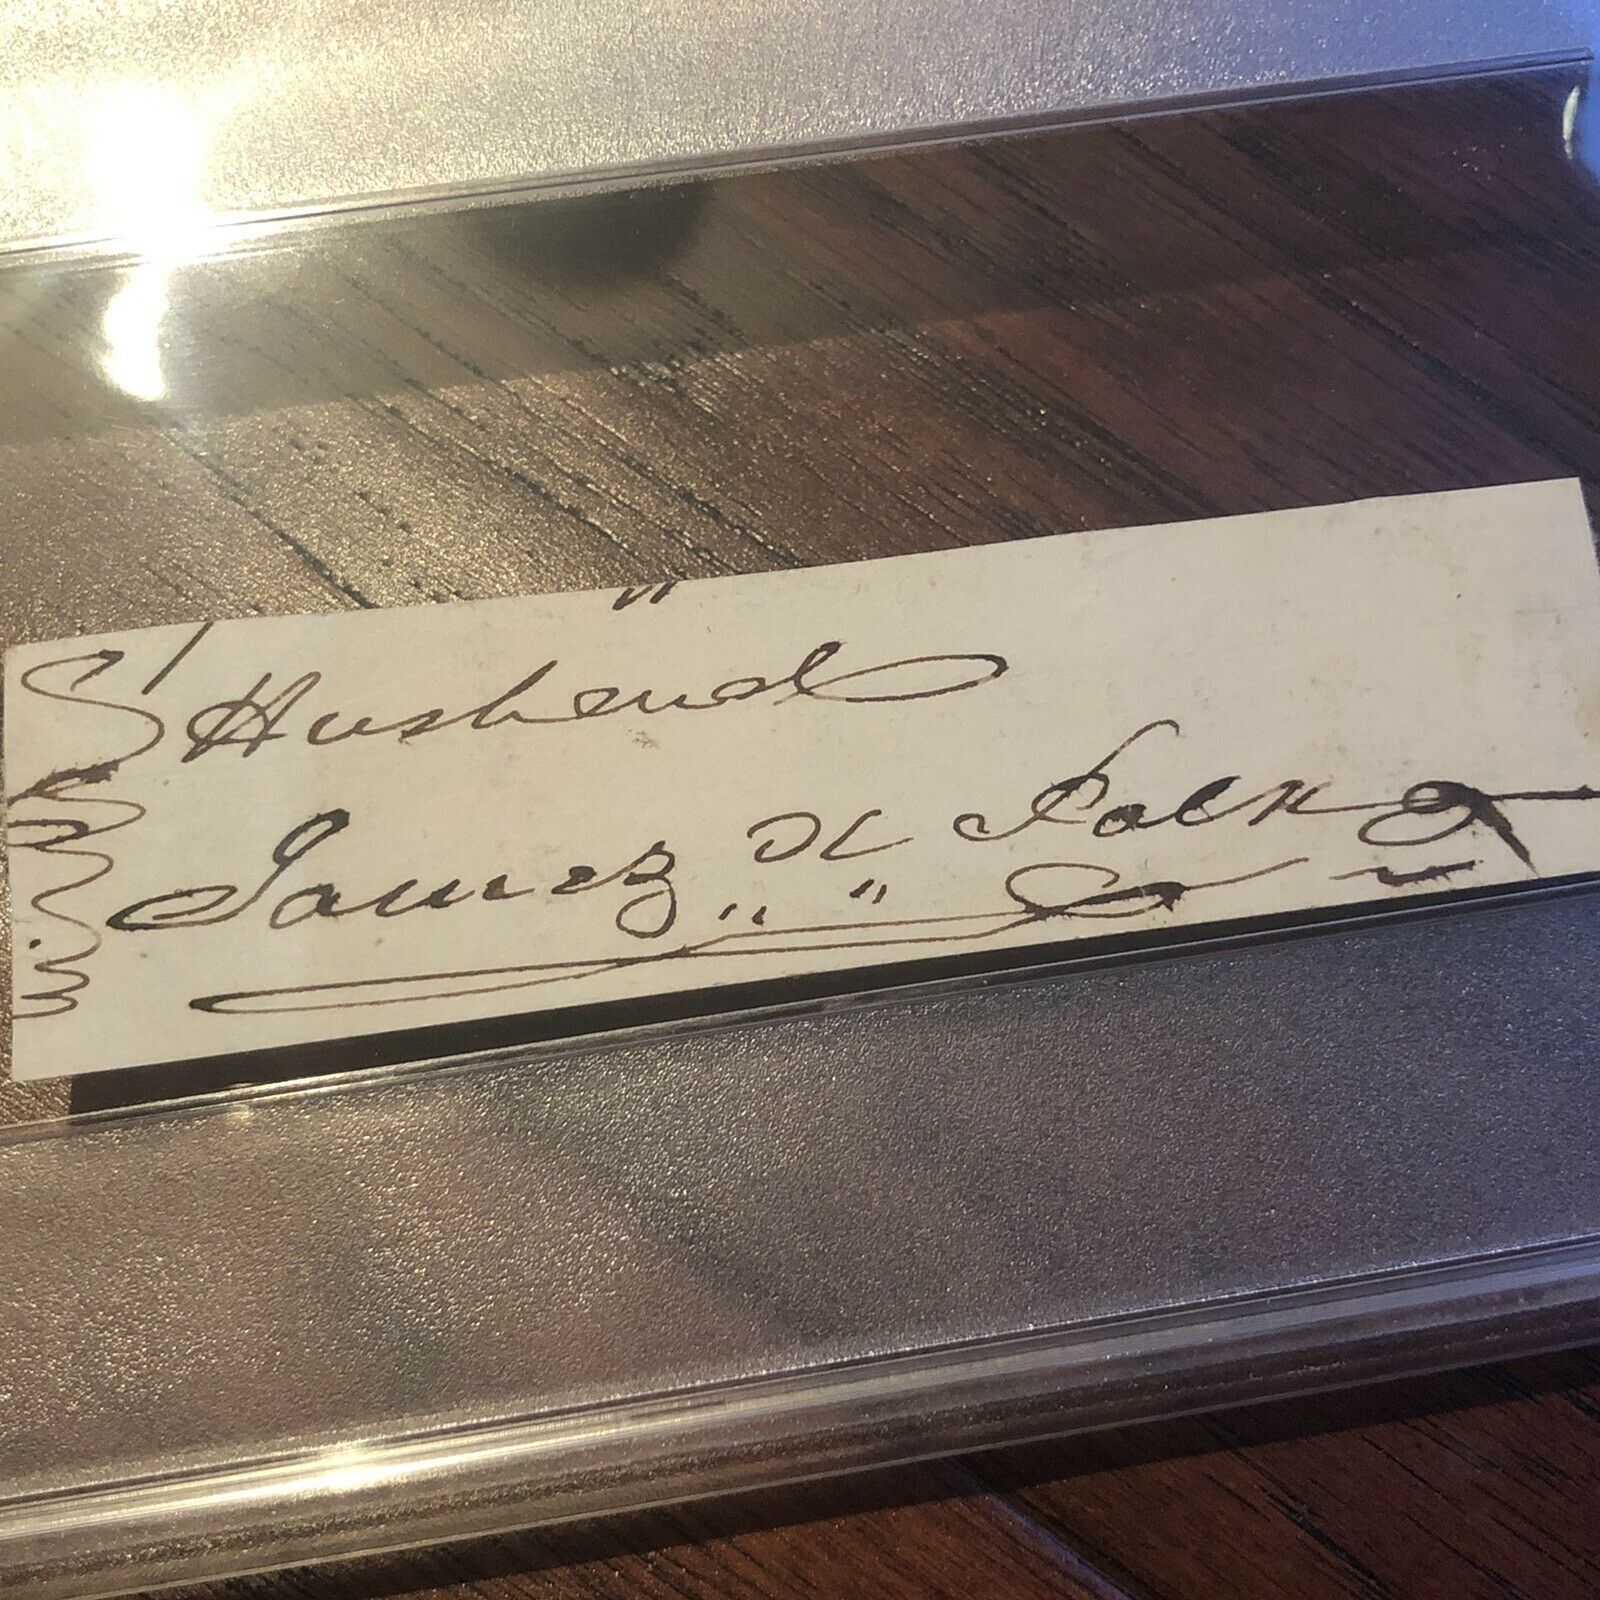 Husband
James K Polk